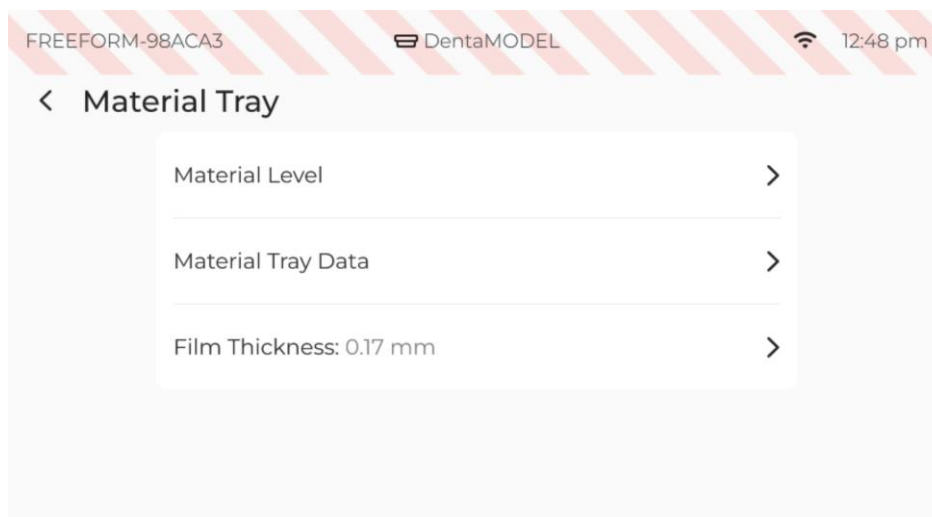 FREEFORM-98ACA3 DentaMODEL 12:48 pm
Material Tray
Material Level
Material Tray Data
Film Thickness: 0.17 mm